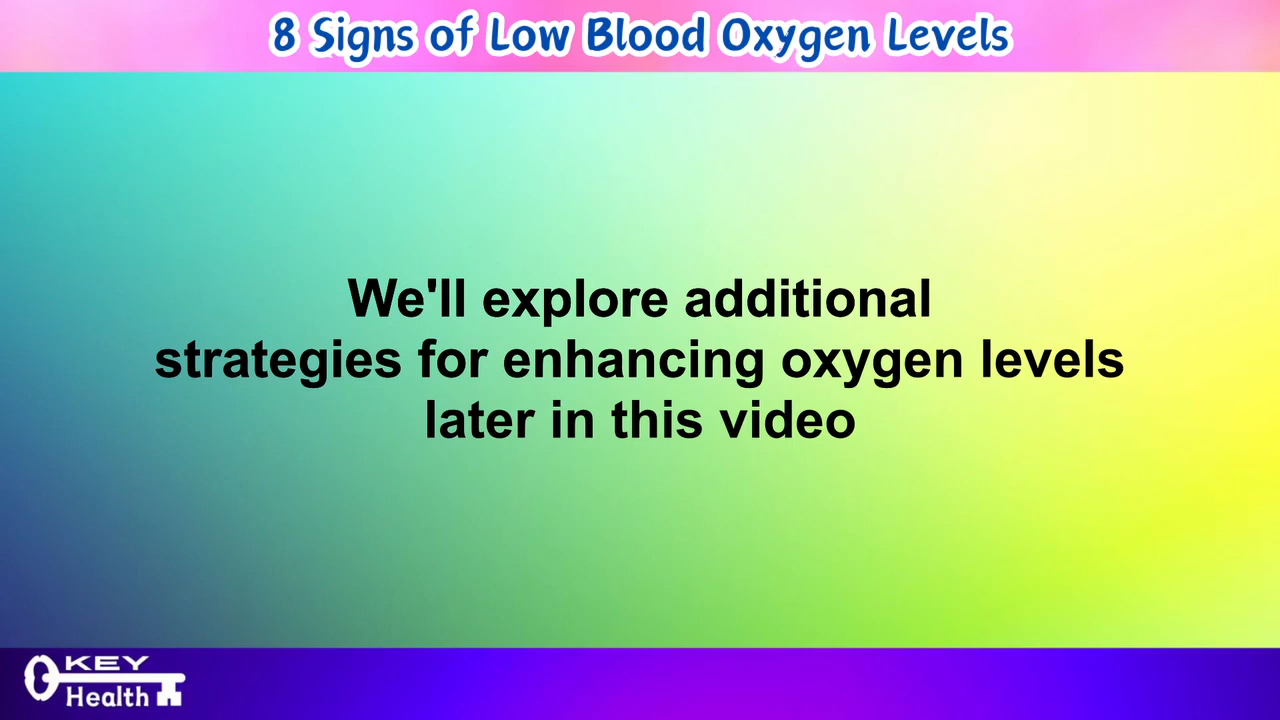 8 Signs of Low Blood Oxygen Levels
We'll explore additional
strategies for enhancing oxygen levels
later in this video
KEY
Health